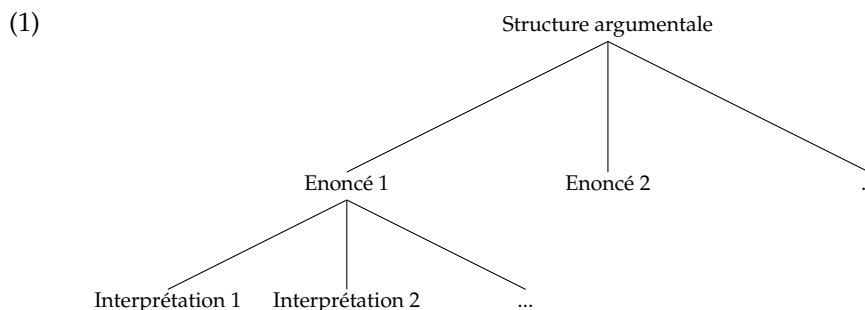 (1)
Structure argumentale
Enoncé 1 Enoncé 2 .
Interprétation 1 Interprétation 2 ...